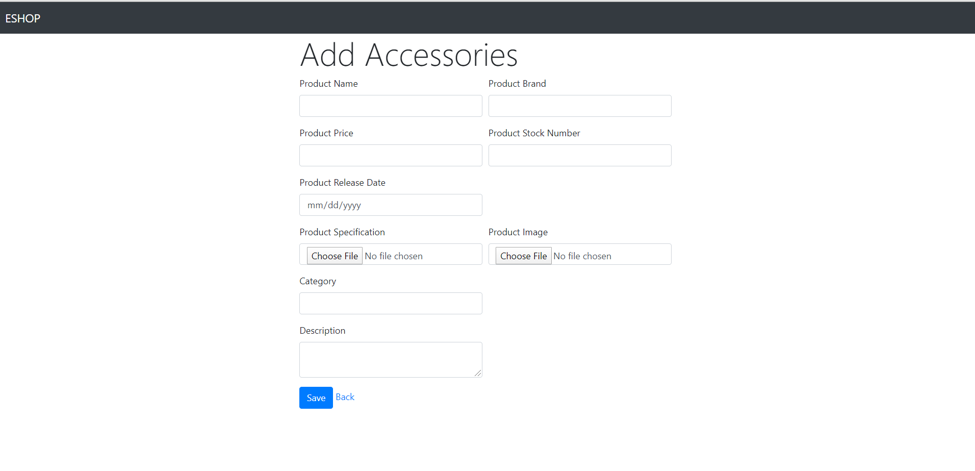 ESHOP
Add Accessories
Product Name Product Brand
Product Price Product Stock Number
Product Release Date
mm/dd/yyyy
Product Specification Product Image
Choose File No file chosen Choose File No file chosen
Category
Description
Save Back